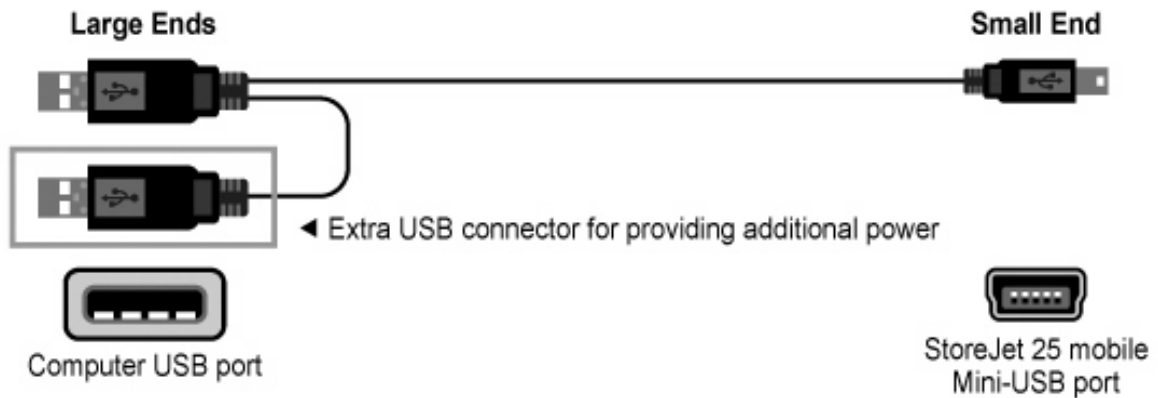 Large Ends
Small End
◄ Extra USB connector for providing additional power
Computer USB port
StoreJet 25 mobile
Mini-USB port